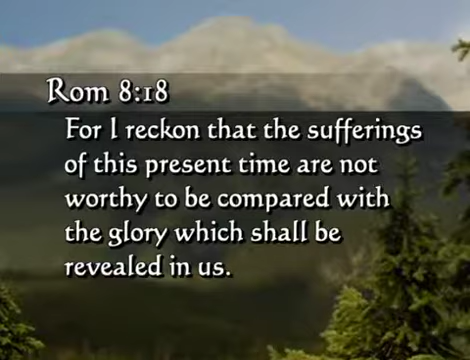 Rom 8:18
For I reckon that the sufferings
of this present time are not
worthy to be compared with
the glory which shall be
revealed in us.